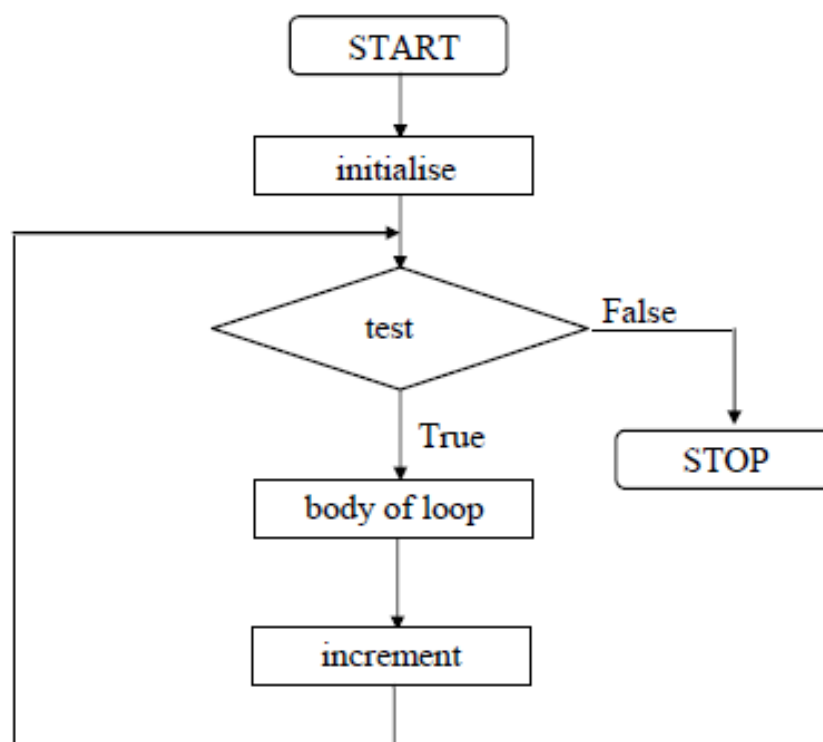 START
initialise
test
False
True
STOP
body of loop
increment